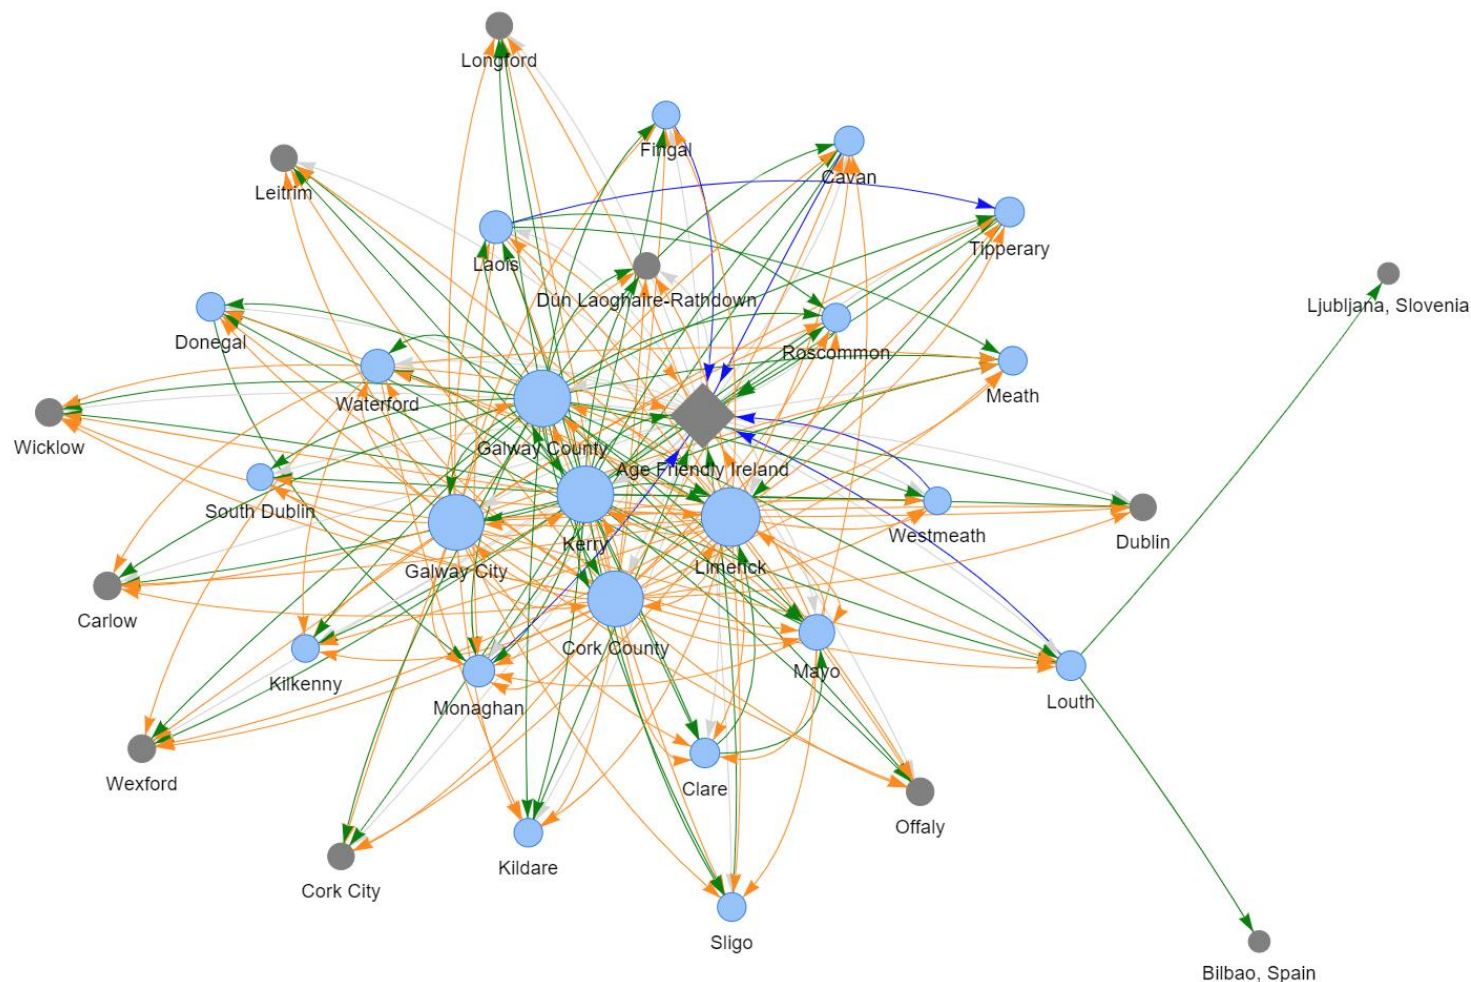 Longford
Fingal
Cavan
Leitrim
Tipperary
Laois
Dún Laoghaire-Rathdown
Ljubljana, Slovenia
Donegal
Roscommon
Waterford
Meath
Wicklow
Galway County
Age Friendly Ireland
South Dublin
Westmeath
Dublin
Kerry
Galway City
Limerick
Carlow
Cork County
Kilkenny
Mayo
Monaghan
Louth
Wexford
Clare
Offaly
Kildare
Cork City
Sligo
Bilbao, Spain